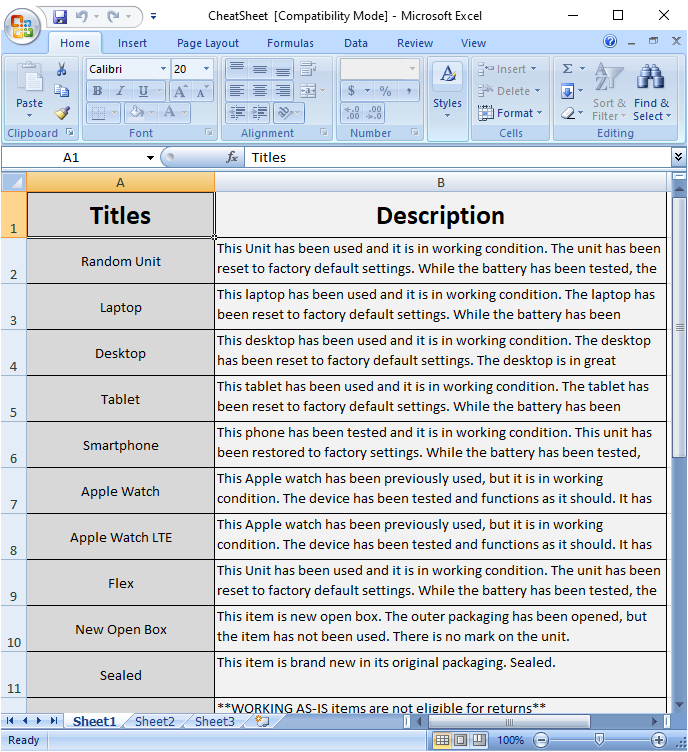 CheatSheet [Compatibility Mode] - Microsoft Excel
Home Insert Page Layout Formulas Data Review View
Paste
Calibri 20
B I U A A
A
$ % ,
.00 .0
Styles
Insert
Delete
Format
Σ
A Z
Sort & Filter
Find & Select
Clipboard Font Alignment Number Cells Editing
A1 fx Titles
A B
1 Titles Description
2 Random Unit This Unit has been used and it is in working condition. The unit has been
reset to factory default settings. While the battery has been tested, the
3 Laptop This laptop has been used and it is in working condition. The laptop has
been reset to factory default settings. While the battery has been
4 Desktop This desktop has been used and it is in working condition. The desktop
has been reset to factory default settings. The desktop is in great
5 Tablet This tablet has been used and it is in working condition. The tablet has
been reset to factory default settings. While the battery has been
6 Smartphone This phone has been tested and it is in working condition. This unit has
been restored to factory settings. While the battery has been tested,
7 Apple Watch This Apple watch has been previously used, but it is in working
condition. The device has been tested and functions as it should. It has
8 Apple Watch LTE This Apple watch has been previously used, but it is in working
condition. The device has been tested and functions as it should. It has
9 Flex This Unit has been used and it is in working condition. The unit has been
reset to factory default settings. While the battery has been tested, the
10 New Open Box This item is new open box. The outer packaging has been opened, but
the item has not been used. There is no mark on the unit.
11 Sealed This item is brand new in its original packaging. Sealed.
**WORKING AS-IS items are not eligible for returns**
Sheet1 Sheet2 Sheet3
Ready 100%